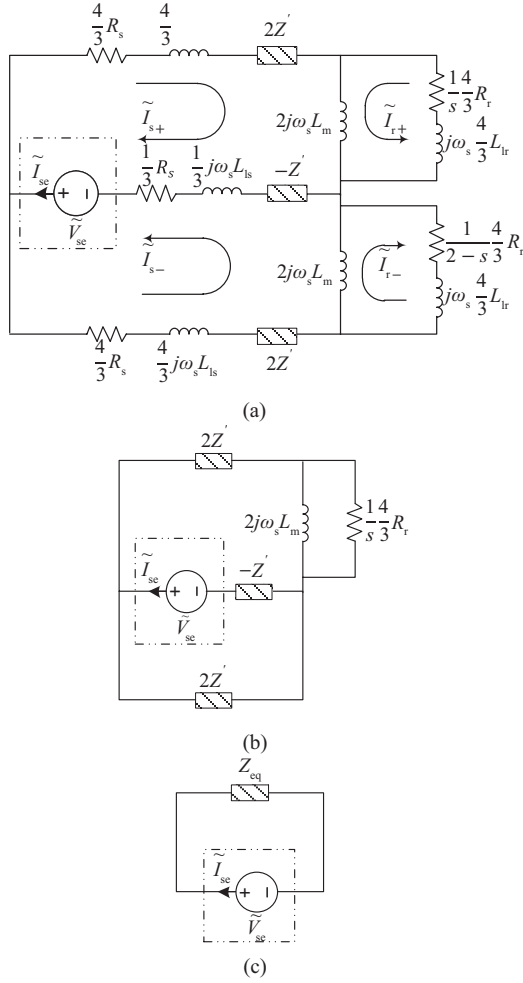 4/3 R_s 4/3 2Z'
Ĩ_s+ 2jω_s L_m Ĩ_r+ 1/s 4/3 R_r
jω_s 4/3 L_lr
Ĩ_se + − Ṽ_se 1/3 R_s 1/3 jω_s L_ls −Z'
Ĩ_s− 2jω_s L_m Ĩ_r− 1/(2 − s) 4/3 R_r
jω_s 4/3 L_lr
4/3 R_s 4/3 jω_s L_ls 2Z'
(a)
2Z'
2jω_s L_m 1/s 4/3 R_r
Ĩ_se + − Ṽ_se −Z'
2Z'
(b)
Z_eq
Ĩ_se + − Ṽ_se
(c)